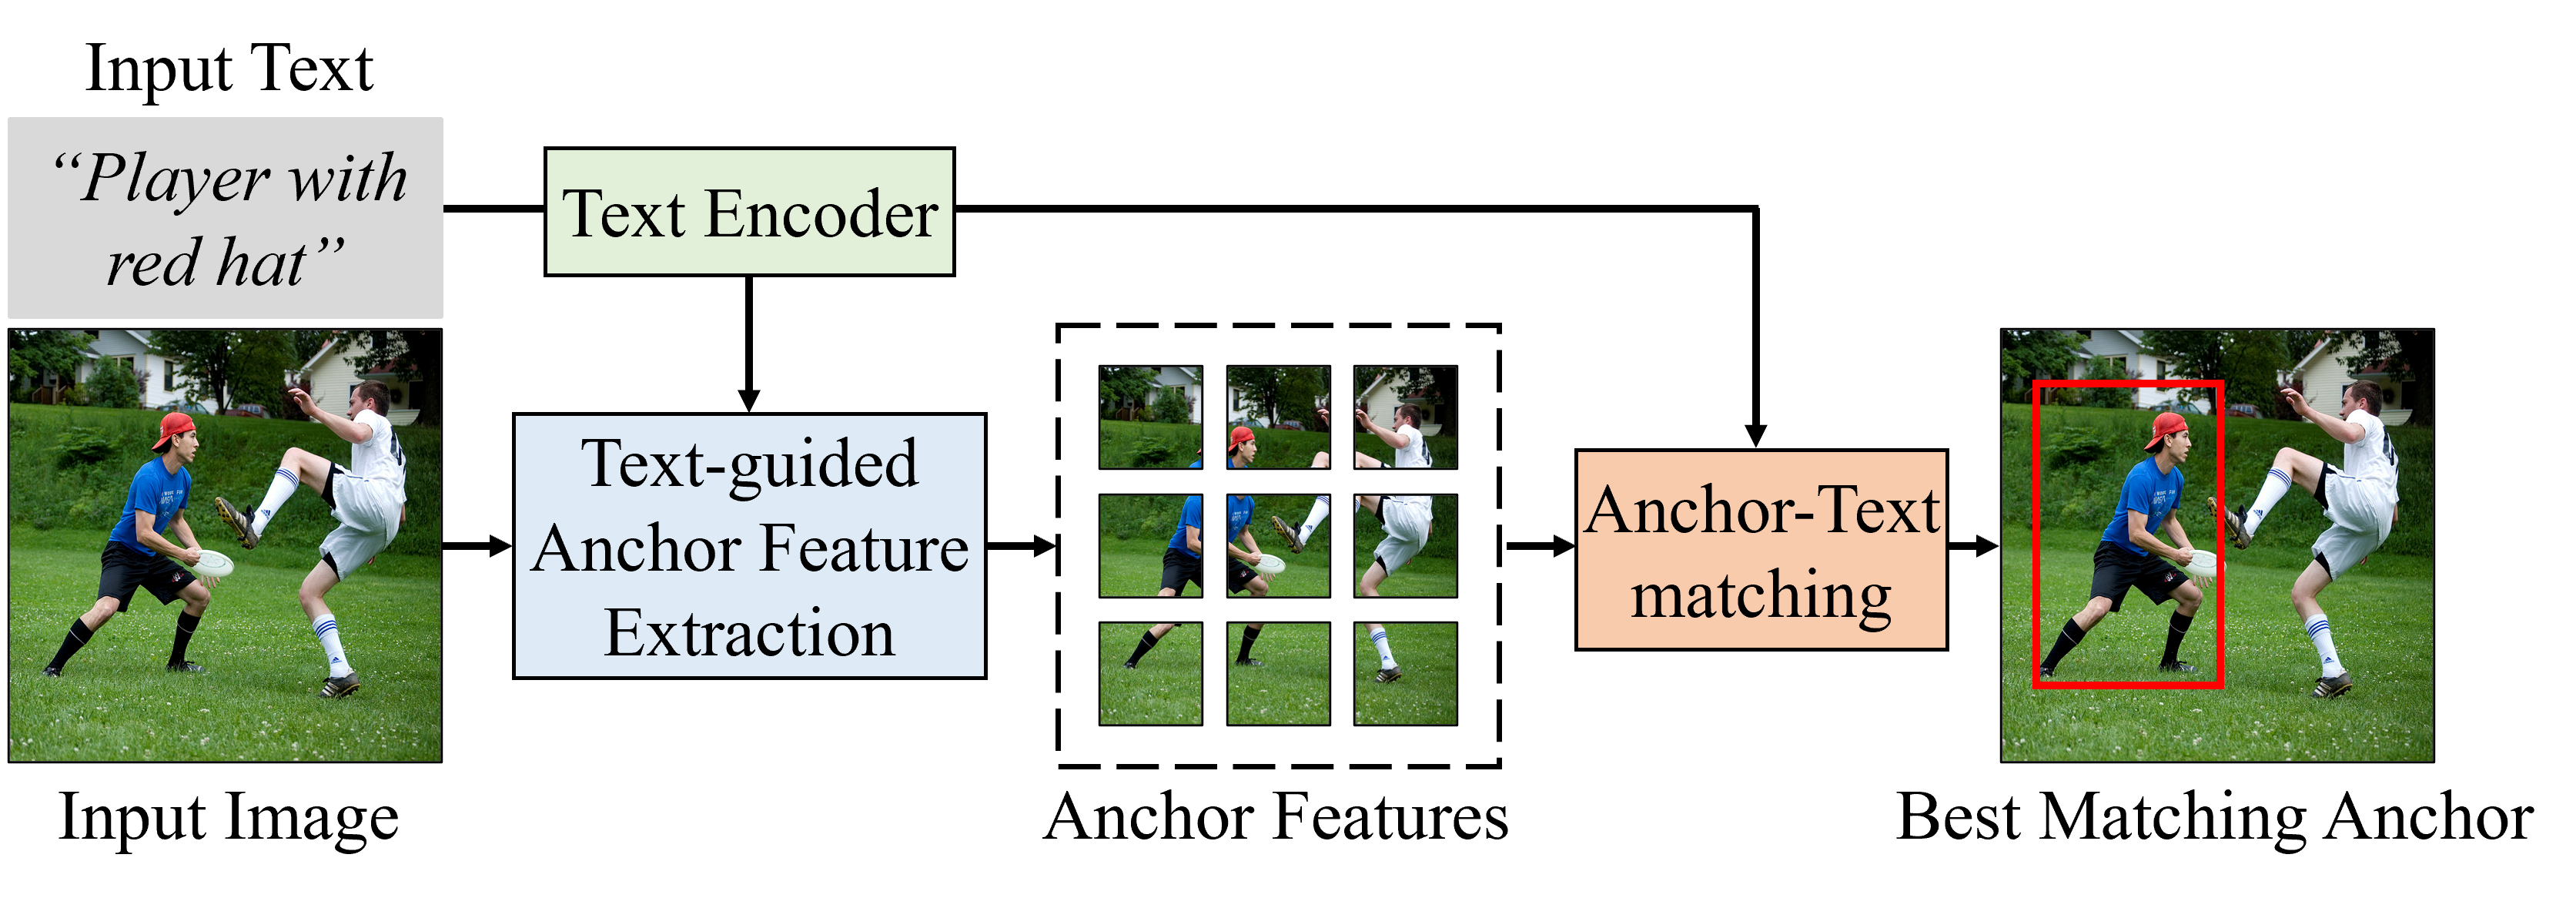 Input Text
“Player with
red hat”
Text Encoder
Text-guided
Anchor Feature
Extraction
Anchor-Text
matching
Input Image
Anchor Features
Best Matching Anchor